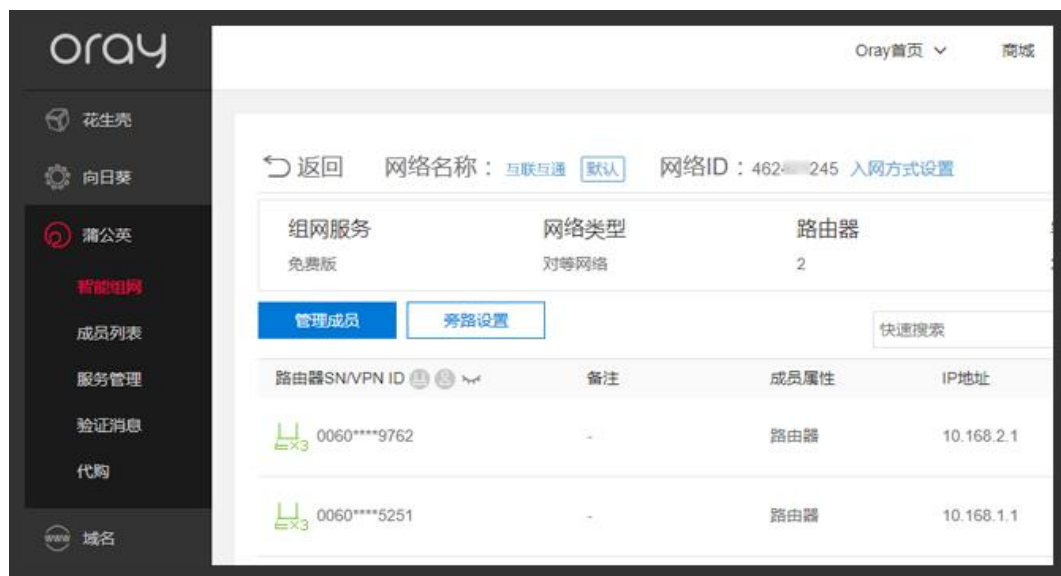 oray
Oray首页 商城
花生壳
向日葵
蒲公英
智能组网
成员列表
服务管理
验证消息
代购
www 域名
返回 网络名称： 互联互通 默认 网络ID：462 245 入网方式设置
组网服务 网络类型 路由器
免费版 对等网络 2
管理成员 旁路设置 快速搜索
路由器SN/VPN ID 备注 成员属性 IP地址
0060****9762 - 路由器 10.168.2.1
0060****5251 - 路由器 10.168.1.1